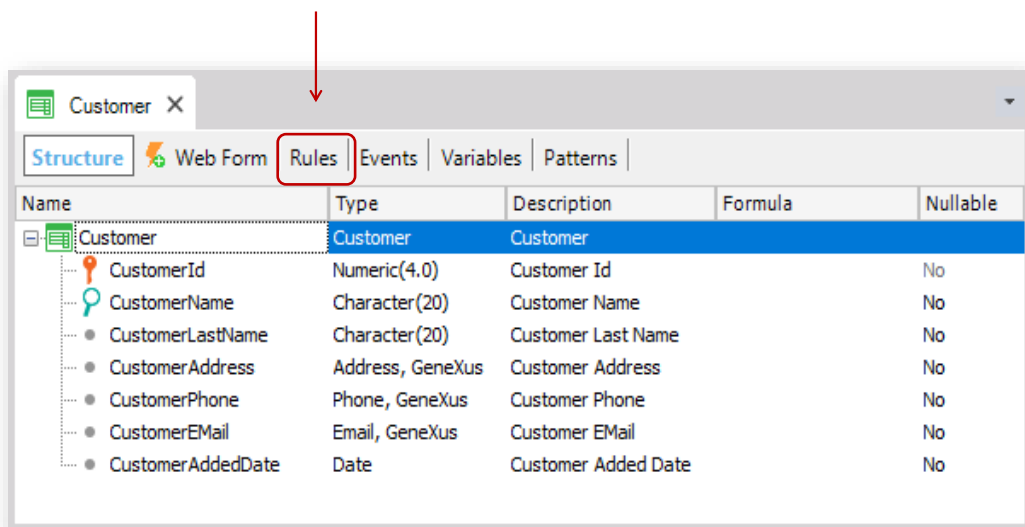 Customer
Structure Web Form Rules Events Variables Patterns
Name Type Description Formula Nullable
Customer Customer Customer
CustomerId Numeric(4.0) Customer Id No
CustomerName Character(20) Customer Name No
CustomerLastName Character(20) Customer Last Name No
CustomerAddress Address, GeneXus Customer Address No
CustomerPhone Phone, GeneXus Customer Phone No
CustomerEMail Email, GeneXus Customer EMail No
CustomerAddedDate Date Customer Added Date No